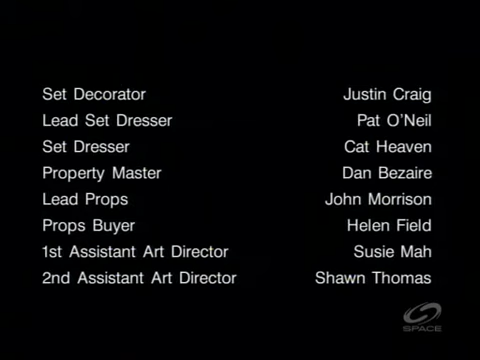 Set Decorator Justin Craig
Lead Set Dresser Pat O'Neil
Set Dresser Cat Heaven
Property Master Dan Bezaire
Lead Props John Morrison
Props Buyer Helen Field
1st Assistant Art Director Susie Mah
2nd Assistant Art Director Shawn Thomas
SPACE